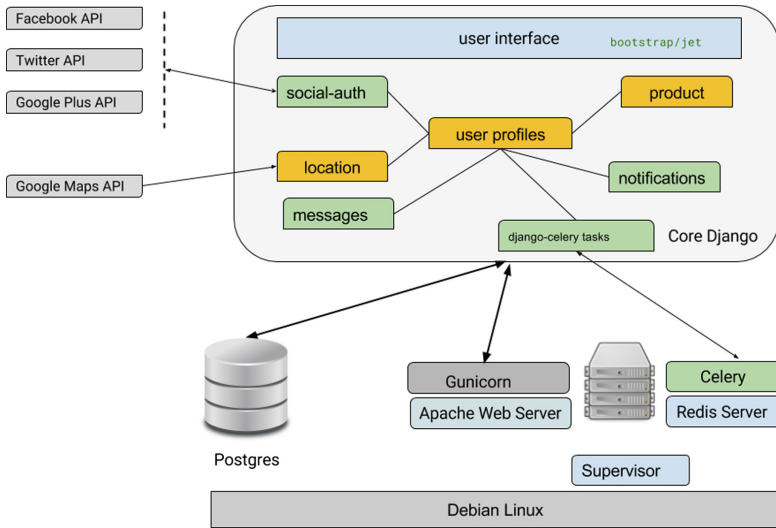 Facebook API
Twitter API
Google Plus API
Google Maps API
user interface
bootstrap/jet
social-auth
product
user profiles
location
notifications
messages
django-celery tasks
Core Django
Gunicorn
Celery
Apache Web Server
Redis Server
Postgres
Supervisor
Debian Linux